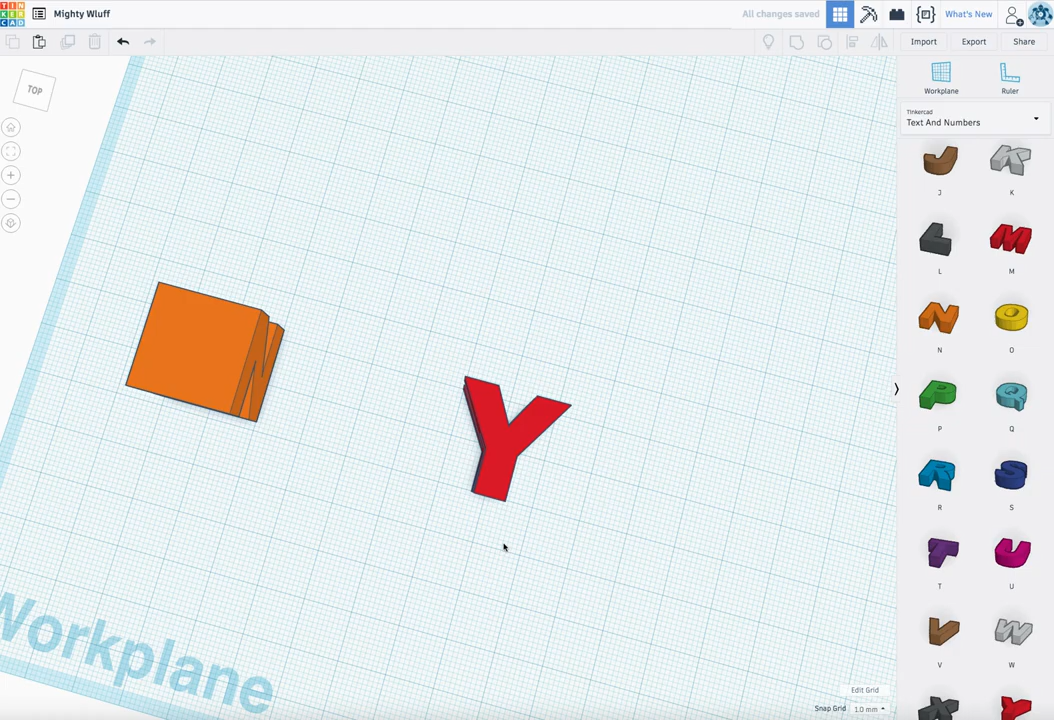 TIN
KER
CAD
Mighty Wluff
All changes saved
What's New
Import
Export
Share
TOP
Workplane
Ruler
Tinkercad
Text And Numbers
J
K
L
M
N
O
P
Q
R
S
T
U
V
W
Y
Workplane
Edit Grid
Snap Grid
1.0 mm